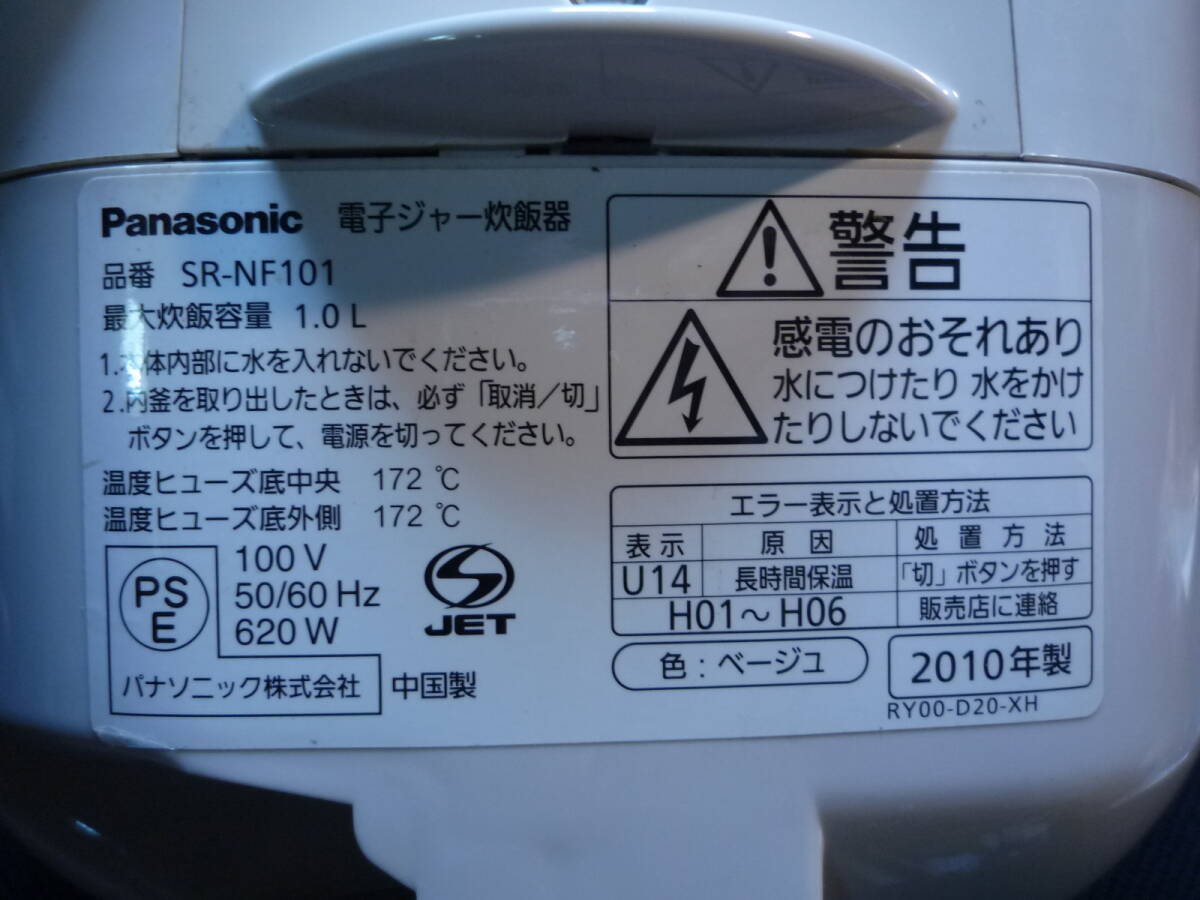 Panasonic 電子ジャー炊飯器
品番 SR-NF101
最大炊飯容量 1.0 L
1.本体内部に水を入れないでください。
2.内釜を取り出したときは、必ず「取消/切」
ボタンを押して、電源を切ってください。
温度ヒューズ底中央 172 ℃
温度ヒューズ底外側 172 ℃
PS
E
100 V
50/60 Hz
620 W
パナソニック株式会社
JET
中国製
警告
感電のおそれあり
水につけたり 水をかけ
たりしないでください
エラー表示と処置方法
表示 原因 処置方法
U14 長時間保温 「切」ボタンを押す
H01～H06 販売店に連絡
色:ベージュ
2010年製
RY00-D20-XH